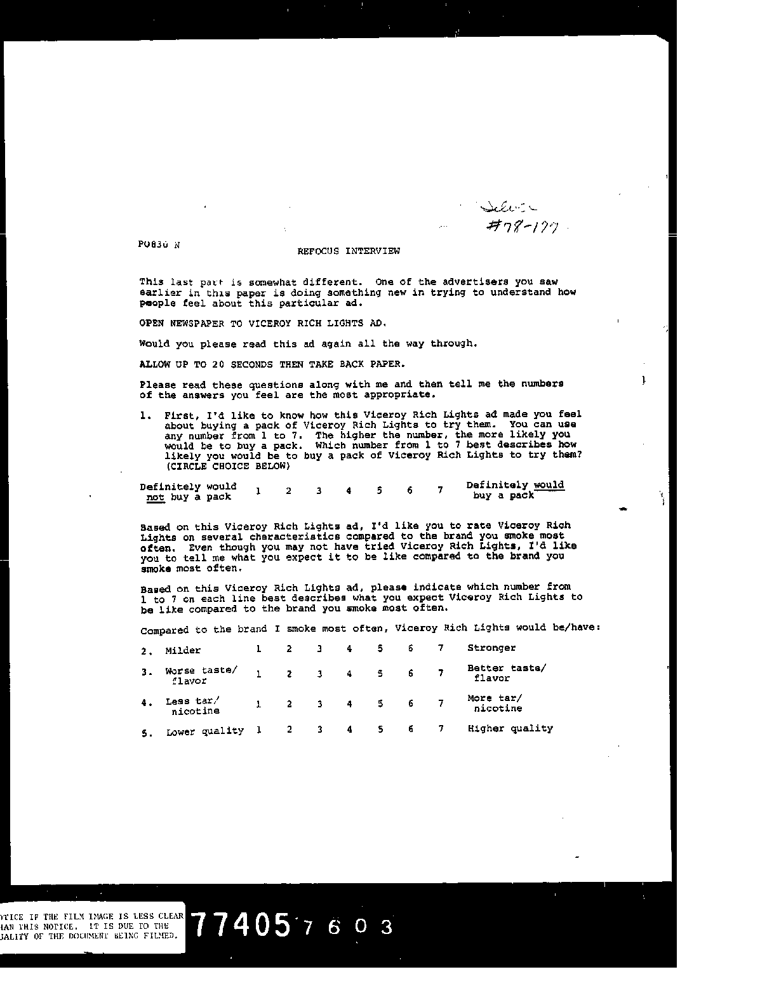 #78-177
PO830 N
REFOCUS INTERVIEW
This last part is somewhat different. One of the advertisers you saw
earlier in this paper is doing something new in trying to understand how
people feel about this particular ad.
OPEN NEWSPAPER TO VICEROY RICH LIGHTS AD.
Would you please read this ad again all the way through.
ALLOW UP TO 20 SECONDS THEN TAKE BACK PAPER.
Please read these questions along with me and then tell me the numbers
of the answers you feel are the most appropriate.
1. First, I'd like to know how this Viceroy Rich Lights ad made you feel
about buying a pack of Viceroy Rich Lights to try them. You can use
any number from 1 to 7. The higher the number, the more likely you
would be to buy a pack. Which number from 1 to 7 best describes how
likely you would be to buy a pack of Viceroy Rich Lights to try them?
(CIRCLE CHOICE BELOW)
Definitely would not buy a pack 1 2 3 4 5 6 7 Definitely would buy a pack
Based on this Viceroy Rich Lights ad, I'd like you to rate Viceroy Rich
Lights on several characteristics compared to the brand you smoke most
often. Even though you may not have tried Viceroy Rich Lights, I'd like
you to tell me what you expect it to be like compared to the brand you
smoke most often.
Based on this Viceroy Rich Lights ad, please indicate which number from
1 to 7 on each line best describes what you expect Viceroy Rich Lights to
be like compared to the brand you smoke most often.
Compared to the brand I smoke most often, Viceroy Rich Lights would be/have:
2. Milder 1 2 3 4 5 6 7 Stronger
3. Worse taste/ flavor 1 2 3 4 5 6 7 Better taste/ flavor
4. Less tar/ nicotine 1 2 3 4 5 6 7 More tar/ nicotine
5. Lower quality 1 2 3 4 5 6 7 Higher quality
OTICE IF THE FILM IMAGE IS LESS CLEAR
HAN THIS NOTICE. IT IS DUE TO THE
UALITY OF THE DOCUMENT BEING FILMED.
77405 7603